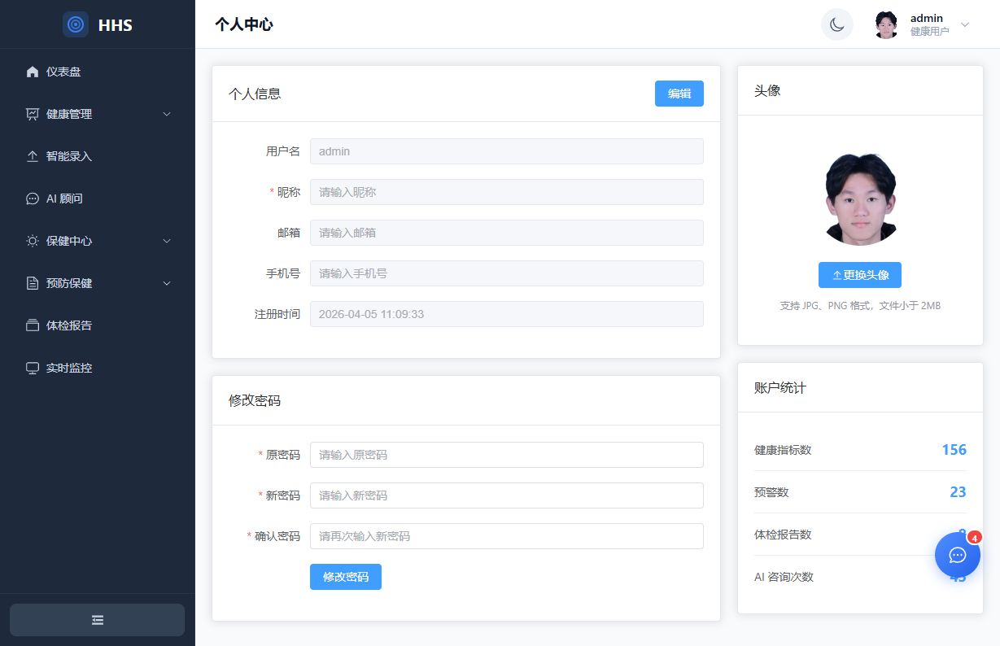 HHS
仪表盘
健康管理
智能录入
AI 顾问
保健中心
预防保健
体检报告
实时监控
个人中心
admin
健康用户
个人信息
编辑
用户名
admin
* 昵称
请输入昵称
邮箱
请输入邮箱
手机号
请输入手机号
注册时间
2026-04-05 11:09:33
修改密码
* 原密码
请输入原密码
* 新密码
请输入新密码
* 确认密码
请再次输入新密码
修改密码
头像
更换头像
支持 JPG、PNG 格式，文件小于 2MB
账户统计
健康指标数
156
预警数
23
体检报告数
4
AI 咨询次数